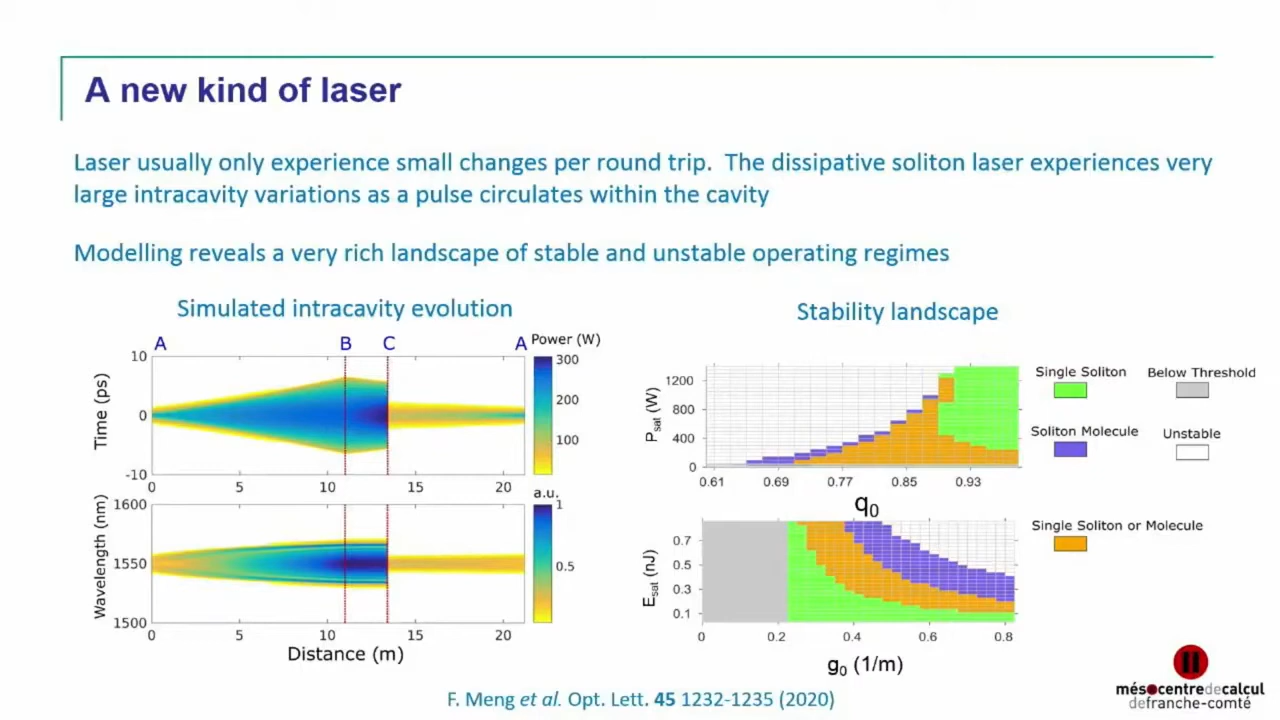 A new kind of laser
Laser usually only experience small changes per round trip. The dissipative soliton laser experiences very
large intracavity variations as a pulse circulates within the cavity
Modelling reveals a very rich landscape of stable and unstable operating regimes
Simulated intracavity evolution
A B C A Power (W)
10
0
-10
Time (ps)
300
200
100
0 5 10 15 20
a.u.
1600
1550
1500
Wavelength (nm)
1
0.5
0 5 10 15 20
Distance (m)
Stability landscape
Psat (W)
1200
800
400
0
0.61 0.69 0.77 0.85 0.93
q0
Esat (nJ)
0.7
0.5
0.3
0.1
0 0.2 0.4 0.6 0.8
g0 (1/m)
Single Soliton Below Threshold
Soliton Molecule Unstable
Single Soliton or Molecule
F. Meng et al. Opt. Lett. 45 1232-1235 (2020)
mésocentredecalcul
defranche-comté